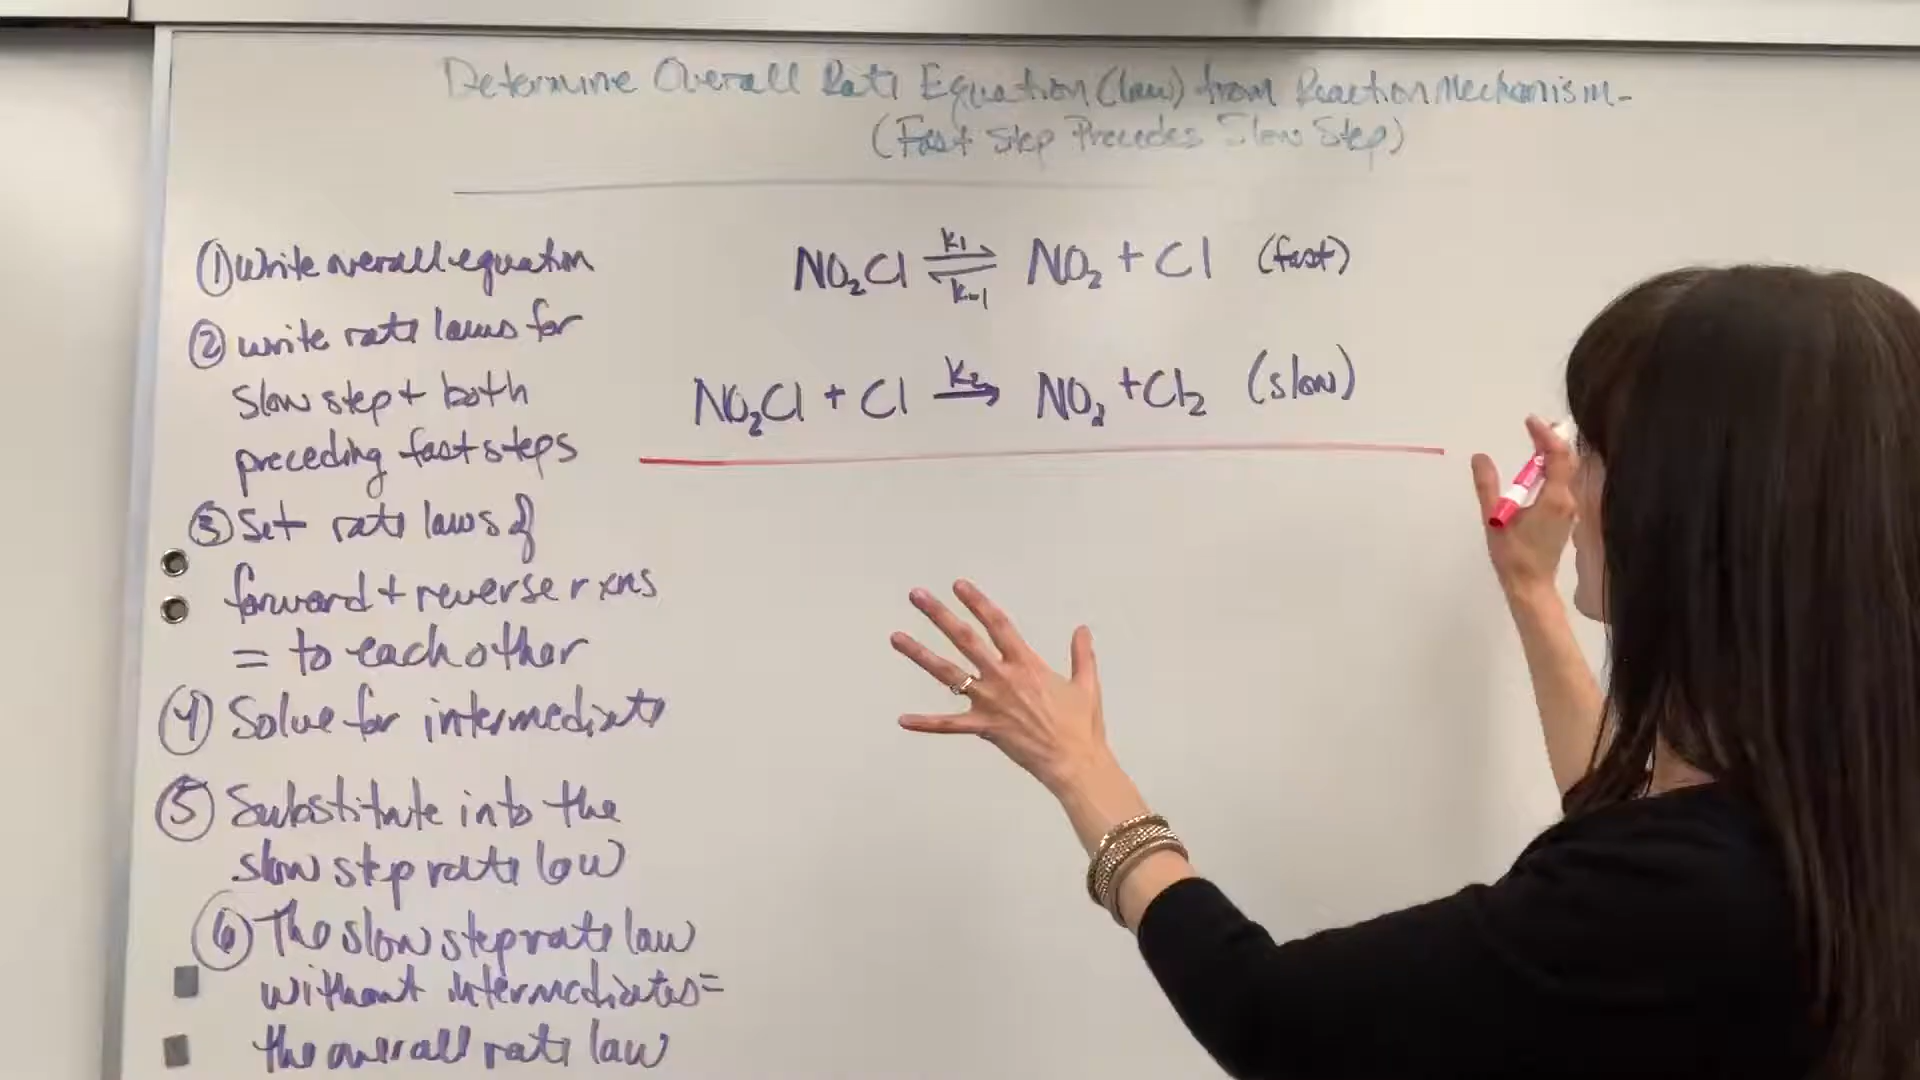 Determine Overall Rate Equation (law) from Reaction Mechanism-
(Fast Step Precedes Slow Step)
① Write overall equation
② write rate laws for
slow step + both
preceding fast steps
③ Set rate laws of
forward + reverse rxns
= to each other
④ Solve for intermediate
⑤ Substitute into the
slow step rate law
⑥ The slow step rate law
without intermediates =
the overall rate law
k₁
NO₂Cl ⇌ NO₂ + Cl (fast)
k₋₁
k₂
NO₂Cl + Cl → NO₂ + Cl₂ (slow)